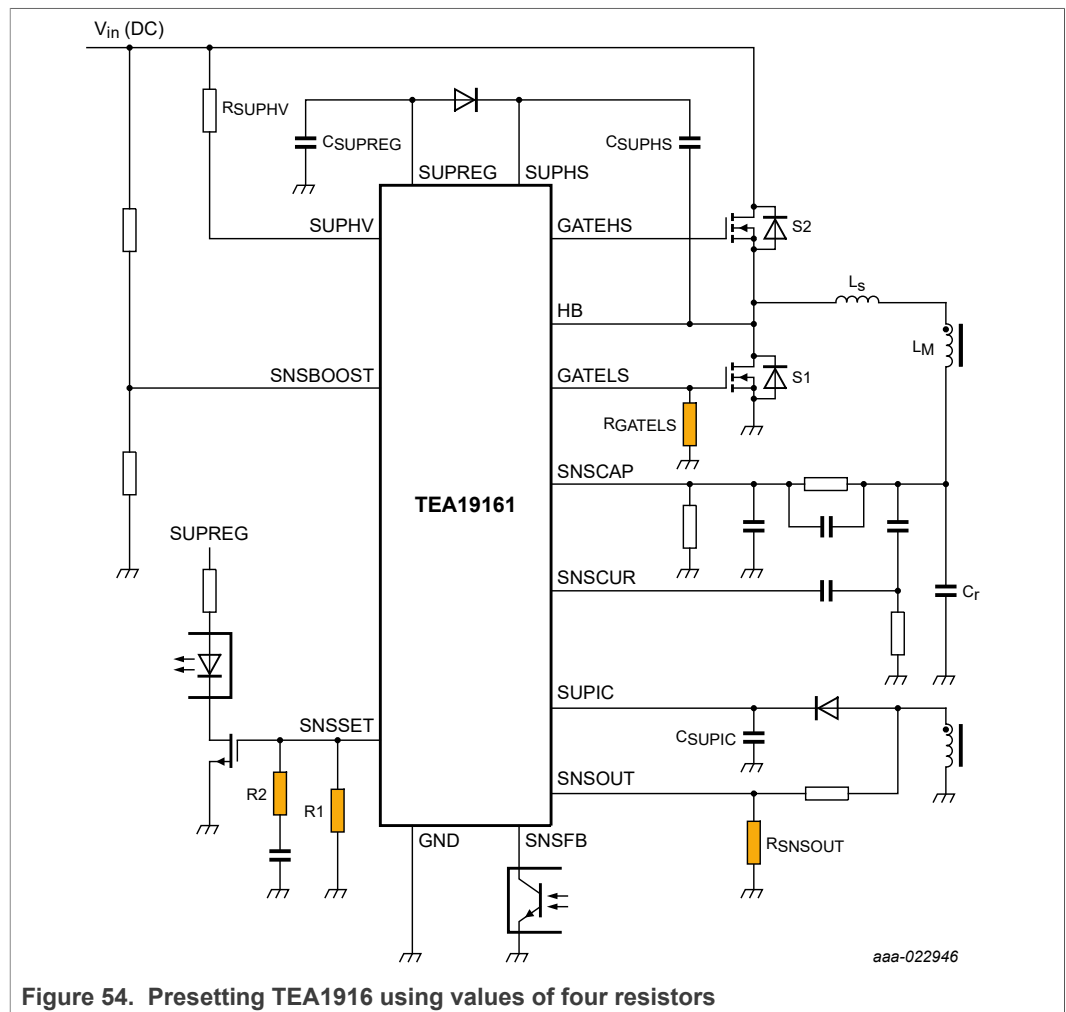 Vin (DC)
RSUPHV
CSUPREG
CSUPHS
SUPREG
SUPHS
SUPHV
GATEHS
S2
Ls
HB
LM
SNSBOOST
GATELS
S1
RGATELS
SNSCAP
TEA19161
SUPREG
SNSCUR
Cr
SUPIC
SNSSET
CSUPIC
SNSOUT
R2
R1
RSNSOUT
GND
SNSFB
aaa-022946
Figure 54. Presetting TEA1916 using values of four resistors